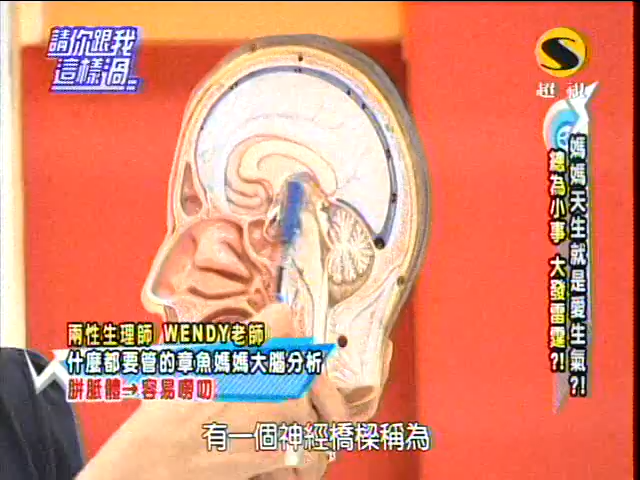 請你跟我
這樣過
S
超視
媽媽天生就是愛生氣?!
總為小事 大發雷霆?!
兩性生理師 WENDY老師
什麼都要管的章魚媽媽大腦分析
胼胝體→容易嘮叨
有一個神經橋樑稱為